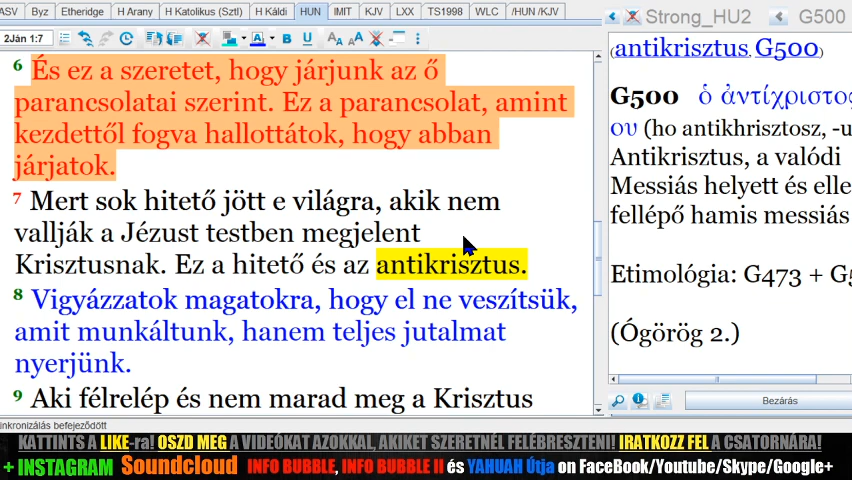 ASV Byz Etheridge H Arany H Katolikus (Sztl) H Káldi HUN IMIT KJV LXX TS1998 WLC /HUN /KJV
Strong_HU2 G500
2Ján 1:7
6 És ez a szeretet, hogy járjunk az ő
parancsolatai szerint. Ez a parancsolat, amint
kezdettől fogva hallottátok, hogy abban
járjatok.
7 Mert sok hitető jött e világra, akik nem
vallják a Jézust testben megjelent
Krisztusnak. Ez a hitető és az antikrisztus.
8 Vigyázzatok magatokra, hogy el ne veszítsük,
amit munkáltunk, hanem teljes jutalmat
nyerjünk.
9 Aki félrelép és nem marad meg a Krisztus
(antikrisztus, G500)
G500 ὁ ἀντίχριστος
ου (ho antikhrisztosz, -u
Antikrisztus, a valódi
Messiás helyett és elle
fellépő hamis messiás
Etimológia: G473 + G5
(Ógörög 2.)
Bezárás
inkronizálás befejeződött
KATTINTS A LIKE-ra! OSZD MEG A VIDEÓKAT AZOKKAL, AKIKET SZERETNÉL FELÉBRESZTENI! IRATKOZZ FEL A CSATORNÁRA!
+ INSTAGRAM Soundcloud INFO BUBBLE, INFO BUBBLE II és YAHUAH Útja on FaceBook/Youtube/Skype/Google+